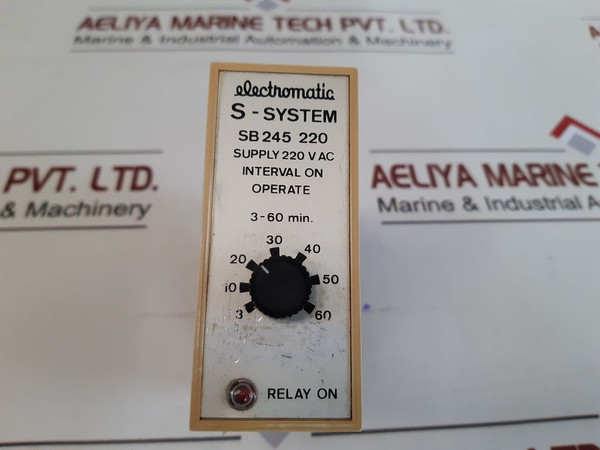 AELIYA MARINE TECH PVT. LTD.
Marine & Industrial Automation & Machinery
PVT. LTD.
& Machinery
AELIYA MARINE
Marine & Industrial
electromatic
S-SYSTEM
SB 245 220
SUPPLY 220 V AC
INTERVAL ON
OPERATE
3-60 min.
30
20 40
10 50
3 60
RELAY ON